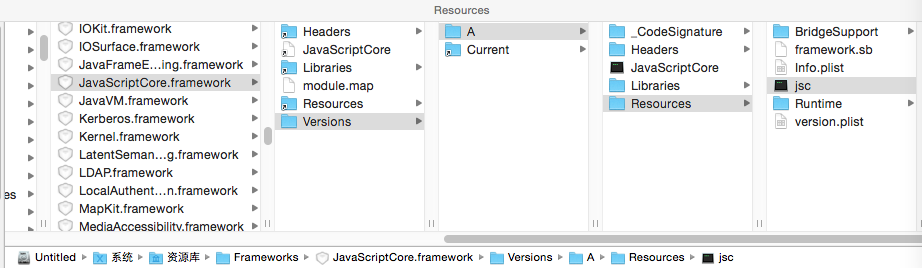 Resources
IOKit.framework
IOSurface.framework
JavaFrameE...ing.framework
JavaScriptCore.framework
JavaVM.framework
Kerberos.framework
Kernel.framework
LatentSeman...g.framework
LDAP.framework
LocalAuthent...n.framework
MapKit.framework
MediaAccessibility.framework
es
Headers
JavaScriptCore
Libraries
module.map
Resources
Versions
A
Current
_CodeSignature
Headers
JavaScriptCore
Libraries
Resources
BridgeSupport
framework.sb
Info.plist
jsc
Runtime
version.plist
Untitled 系统 资源库 Frameworks JavaScriptCore.framework Versions A Resources jsc